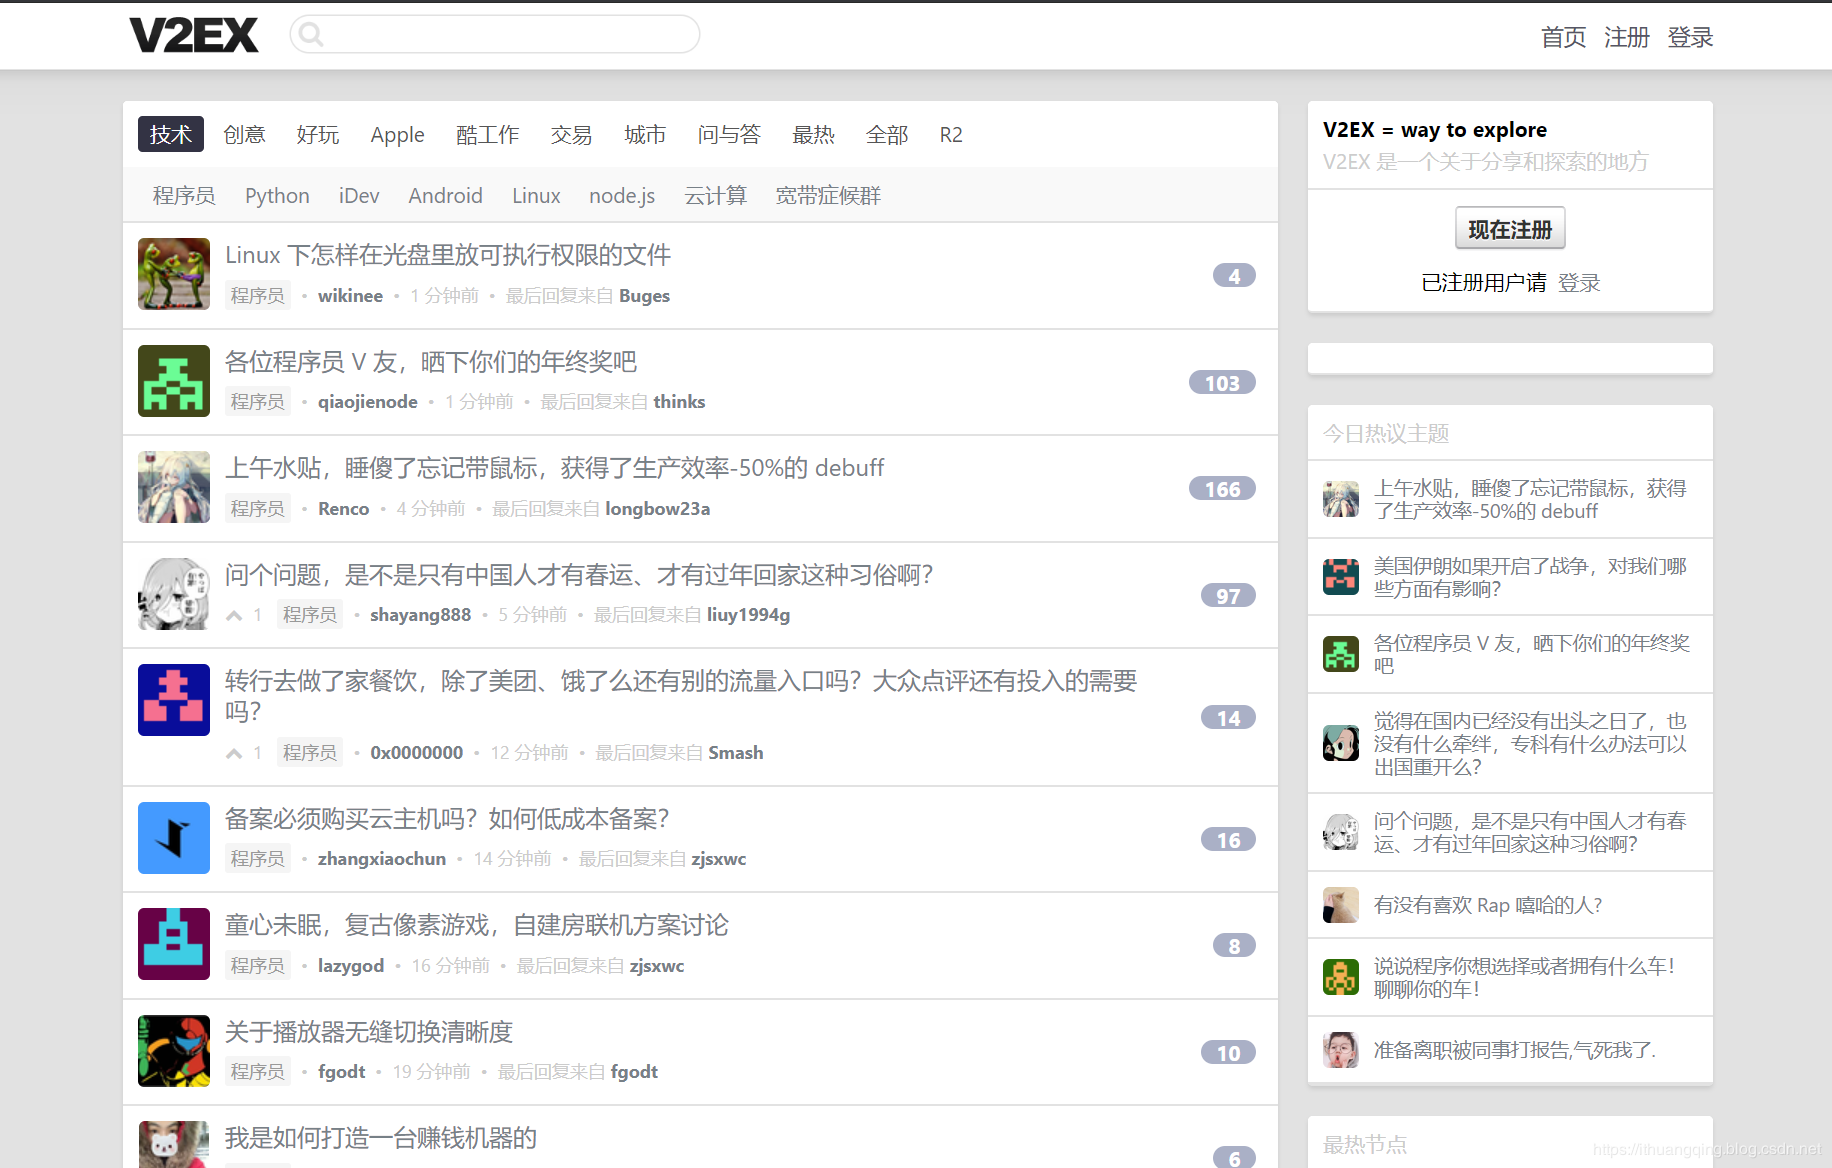 V2EX
首页 注册 登录
技术 创意 好玩 Apple 酷工作 交易 城市 问与答 最热 全部 R2
程序员 Python iDev Android Linux node.js 云计算 宽带症候群
Linux 下怎样在光盘里放可执行权限的文件
程序员 • wikinee • 1 分钟前 • 最后回复来自 Buges
4
各位程序员 V 友，晒下你们的年终奖吧
程序员 • qiaojienode • 1 分钟前 • 最后回复来自 thinks
103
上午水贴，睡傻了忘记带鼠标，获得了生产效率-50%的 debuff
程序员 • Renco • 4 分钟前 • 最后回复来自 longbow23a
166
问个问题，是不是只有中国人才有春运、才有过年回家这种习俗啊？
1 程序员 • shayang888 • 5 分钟前 • 最后回复来自 liuy1994g
97
转行去做了家餐饮，除了美团、饿了么还有别的流量入口吗？大众点评还有投入的需要
吗？
1 程序员 • 0x0000000 • 12 分钟前 • 最后回复来自 Smash
14
备案必须购买云主机吗？如何低成本备案？
程序员 • zhangxiaochun • 14 分钟前 • 最后回复来自 zjsxwc
16
童心未眠，复古像素游戏，自建房联机方案讨论
程序员 • lazygod • 16 分钟前 • 最后回复来自 zjsxwc
8
关于播放器无缝切换清晰度
程序员 • fgodt • 19 分钟前 • 最后回复来自 fgodt
10
我是如何打造一台赚钱机器的
6
V2EX = way to explore
V2EX 是一个关于分享和探索的地方
现在注册
已注册用户请 登录
今日热议主题
上午水贴，睡傻了忘记带鼠标，获得
了生产效率-50%的 debuff
美国伊朗如果开启了战争，对我们哪
些方面有影响？
各位程序员 V 友，晒下你们的年终奖
吧
觉得在国内已经没有出头之日了，也
没有什么牵绊，专科有什么办法可以
出国重开么？
问个问题，是不是只有中国人才有春
运、才有过年回家这种习俗啊？
有没有喜欢 Rap 嘻哈的人?
说说程序你想选择或者拥有什么车！
聊聊你的车！
准备离职被同事打报告,气死我了.
最热节点
https://ithuangqing.blog.csdn.net